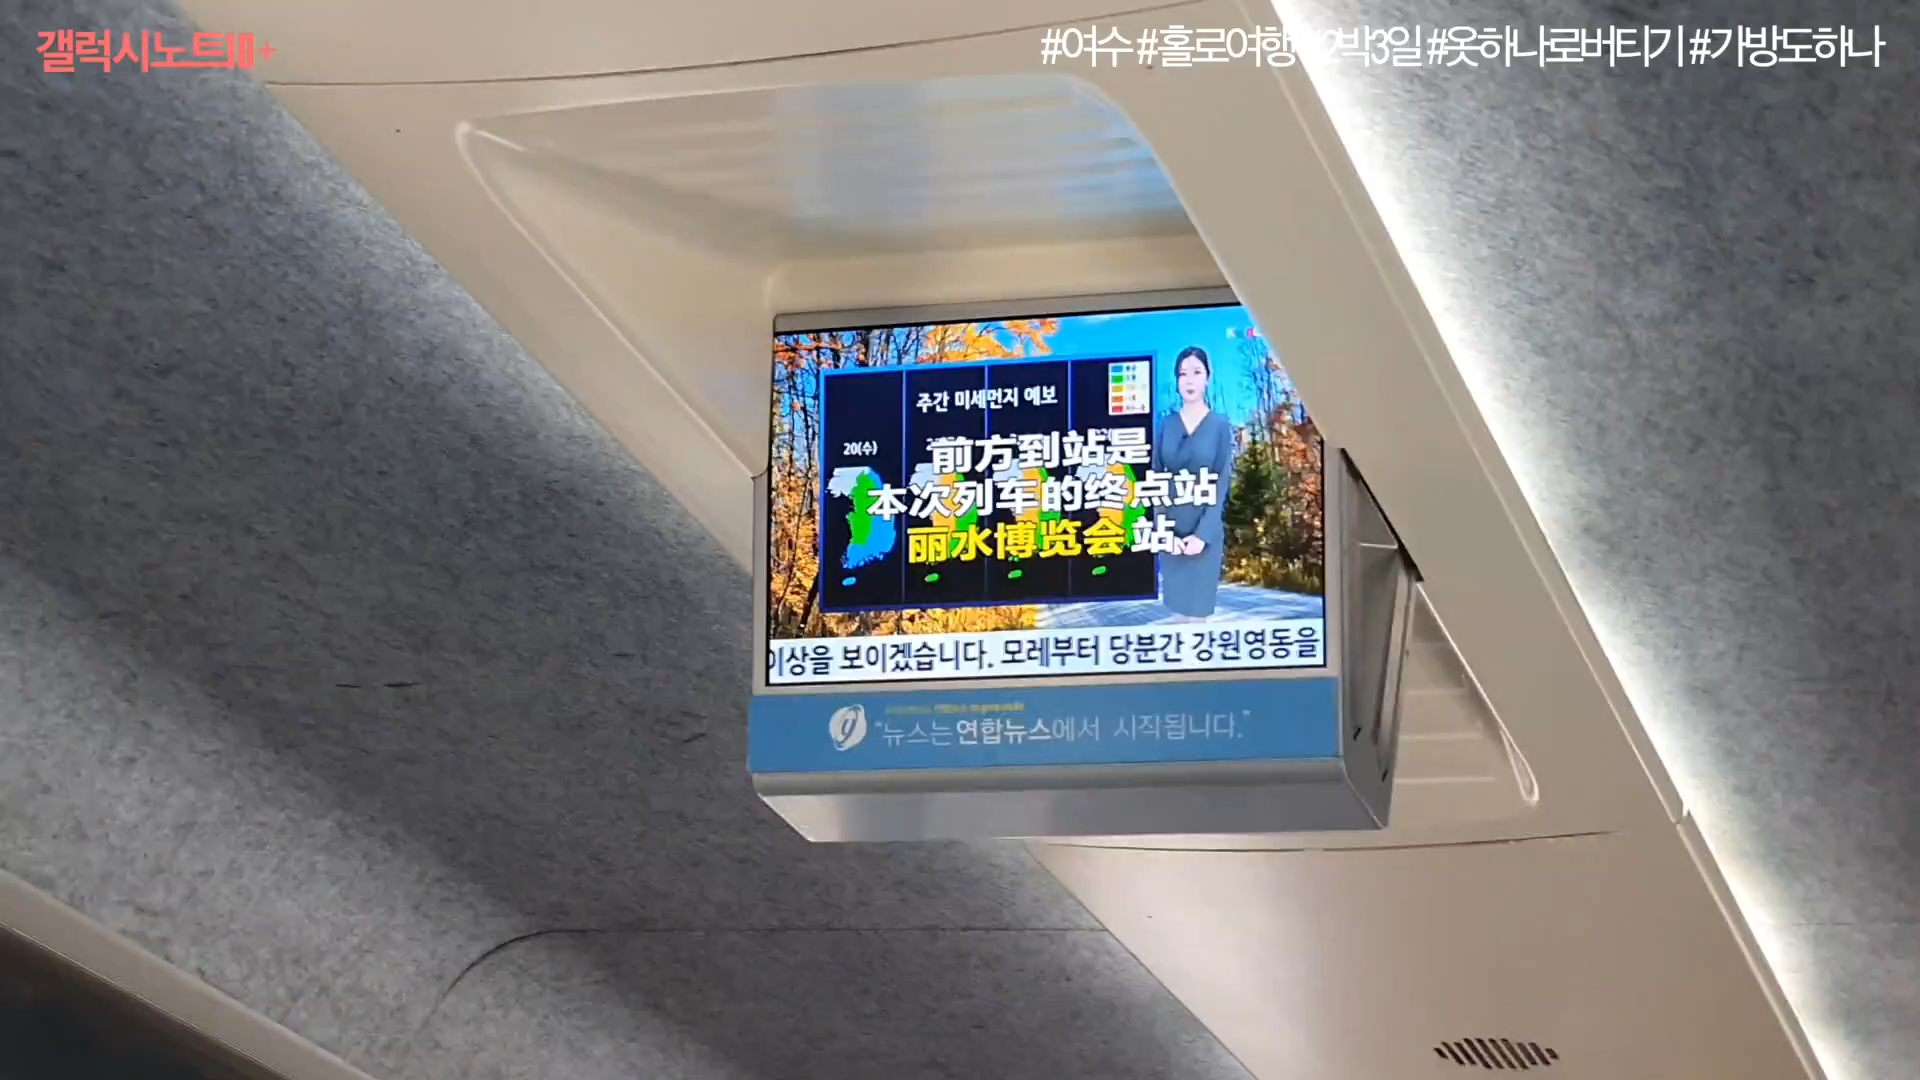 갤럭시노트10+
#여수 #홀로여행 #2박3일 #옷하나로버티기 #가방도하나
주간 미세먼지 예보
20(수)
前方到站是
本次列车的终点站
丽水博览会站
이상을 보이겠습니다. 모레부터 당분간 강원영동을
"뉴스는 연합뉴스에서 시작됩니다."